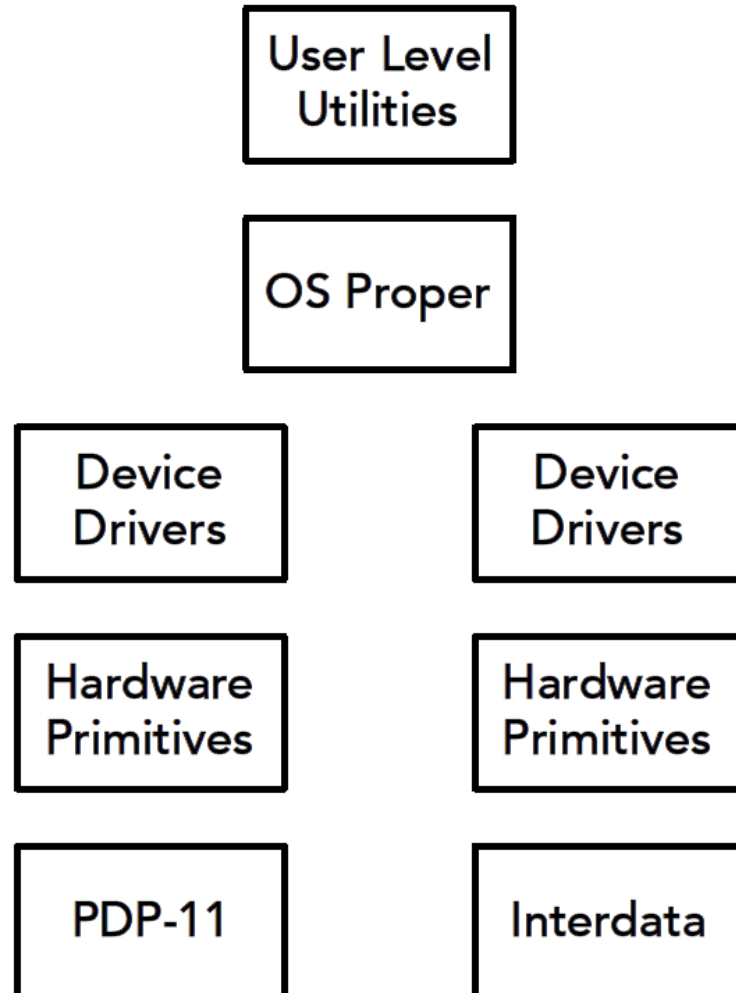 User Level
Utilities
OS Proper
Device
Drivers
Device
Drivers
Hardware
Primitives
Hardware
Primitives
PDP-11
Interdata